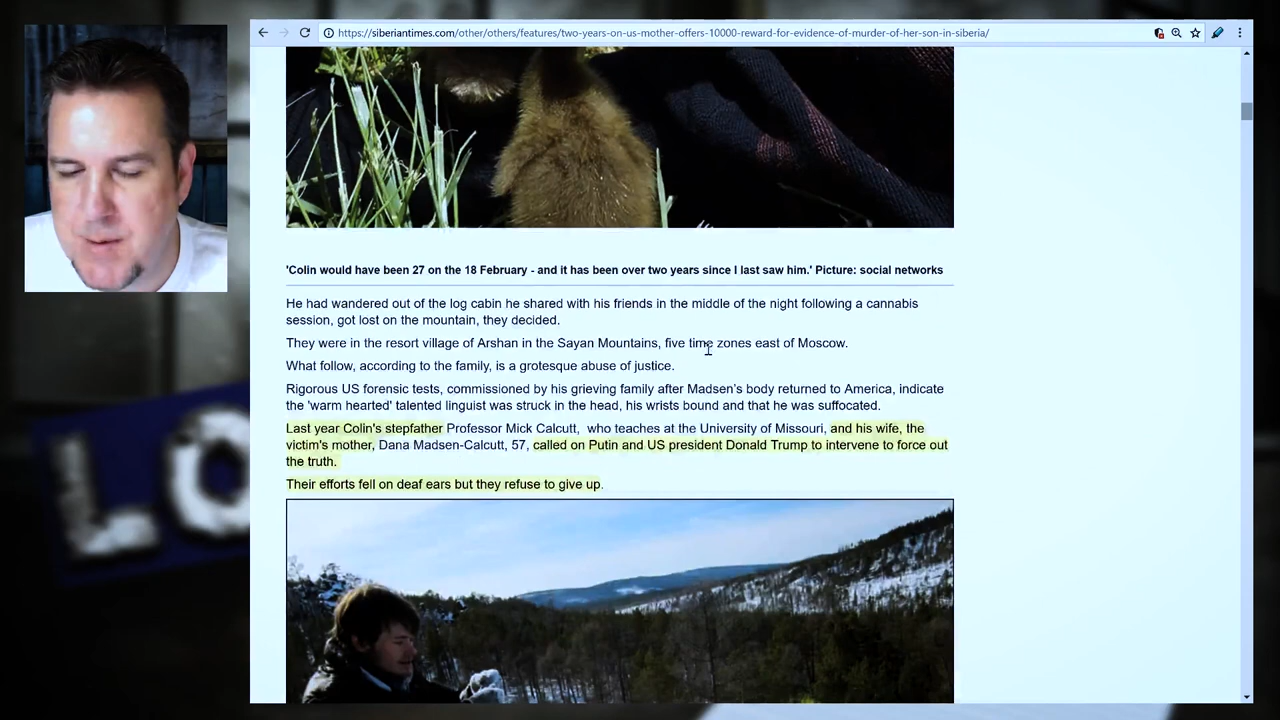 https://siberiantimes.com/other/others/features/two-years-on-us-mother-offers-10000-reward-for-evidence-of-murder-of-her-son-in-siberia/
'Colin would have been 27 on the 18 February - and it has been over two years since I last saw him.' Picture: social networks
He had wandered out of the log cabin he shared with his friends in the middle of the night following a cannabis
session, got lost on the mountain, they decided.
They were in the resort village of Arshan in the Sayan Mountains, five time zones east of Moscow.
What follow, according to the family, is a grotesque abuse of justice.
Rigorous US forensic tests, commissioned by his grieving family after Madsen's body returned to America, indicate
the 'warm hearted' talented linguist was struck in the head, his wrists bound and that he was suffocated.
Last year Colin's stepfather Professor Mick Calcutt,  who teaches at the University of Missouri, and his wife, the
victim's mother, Dana Madsen-Calcutt, 57, called on Putin and US president Donald Trump to intervene to force out
the truth.
Their efforts fell on deaf ears but they refuse to give up.
LO